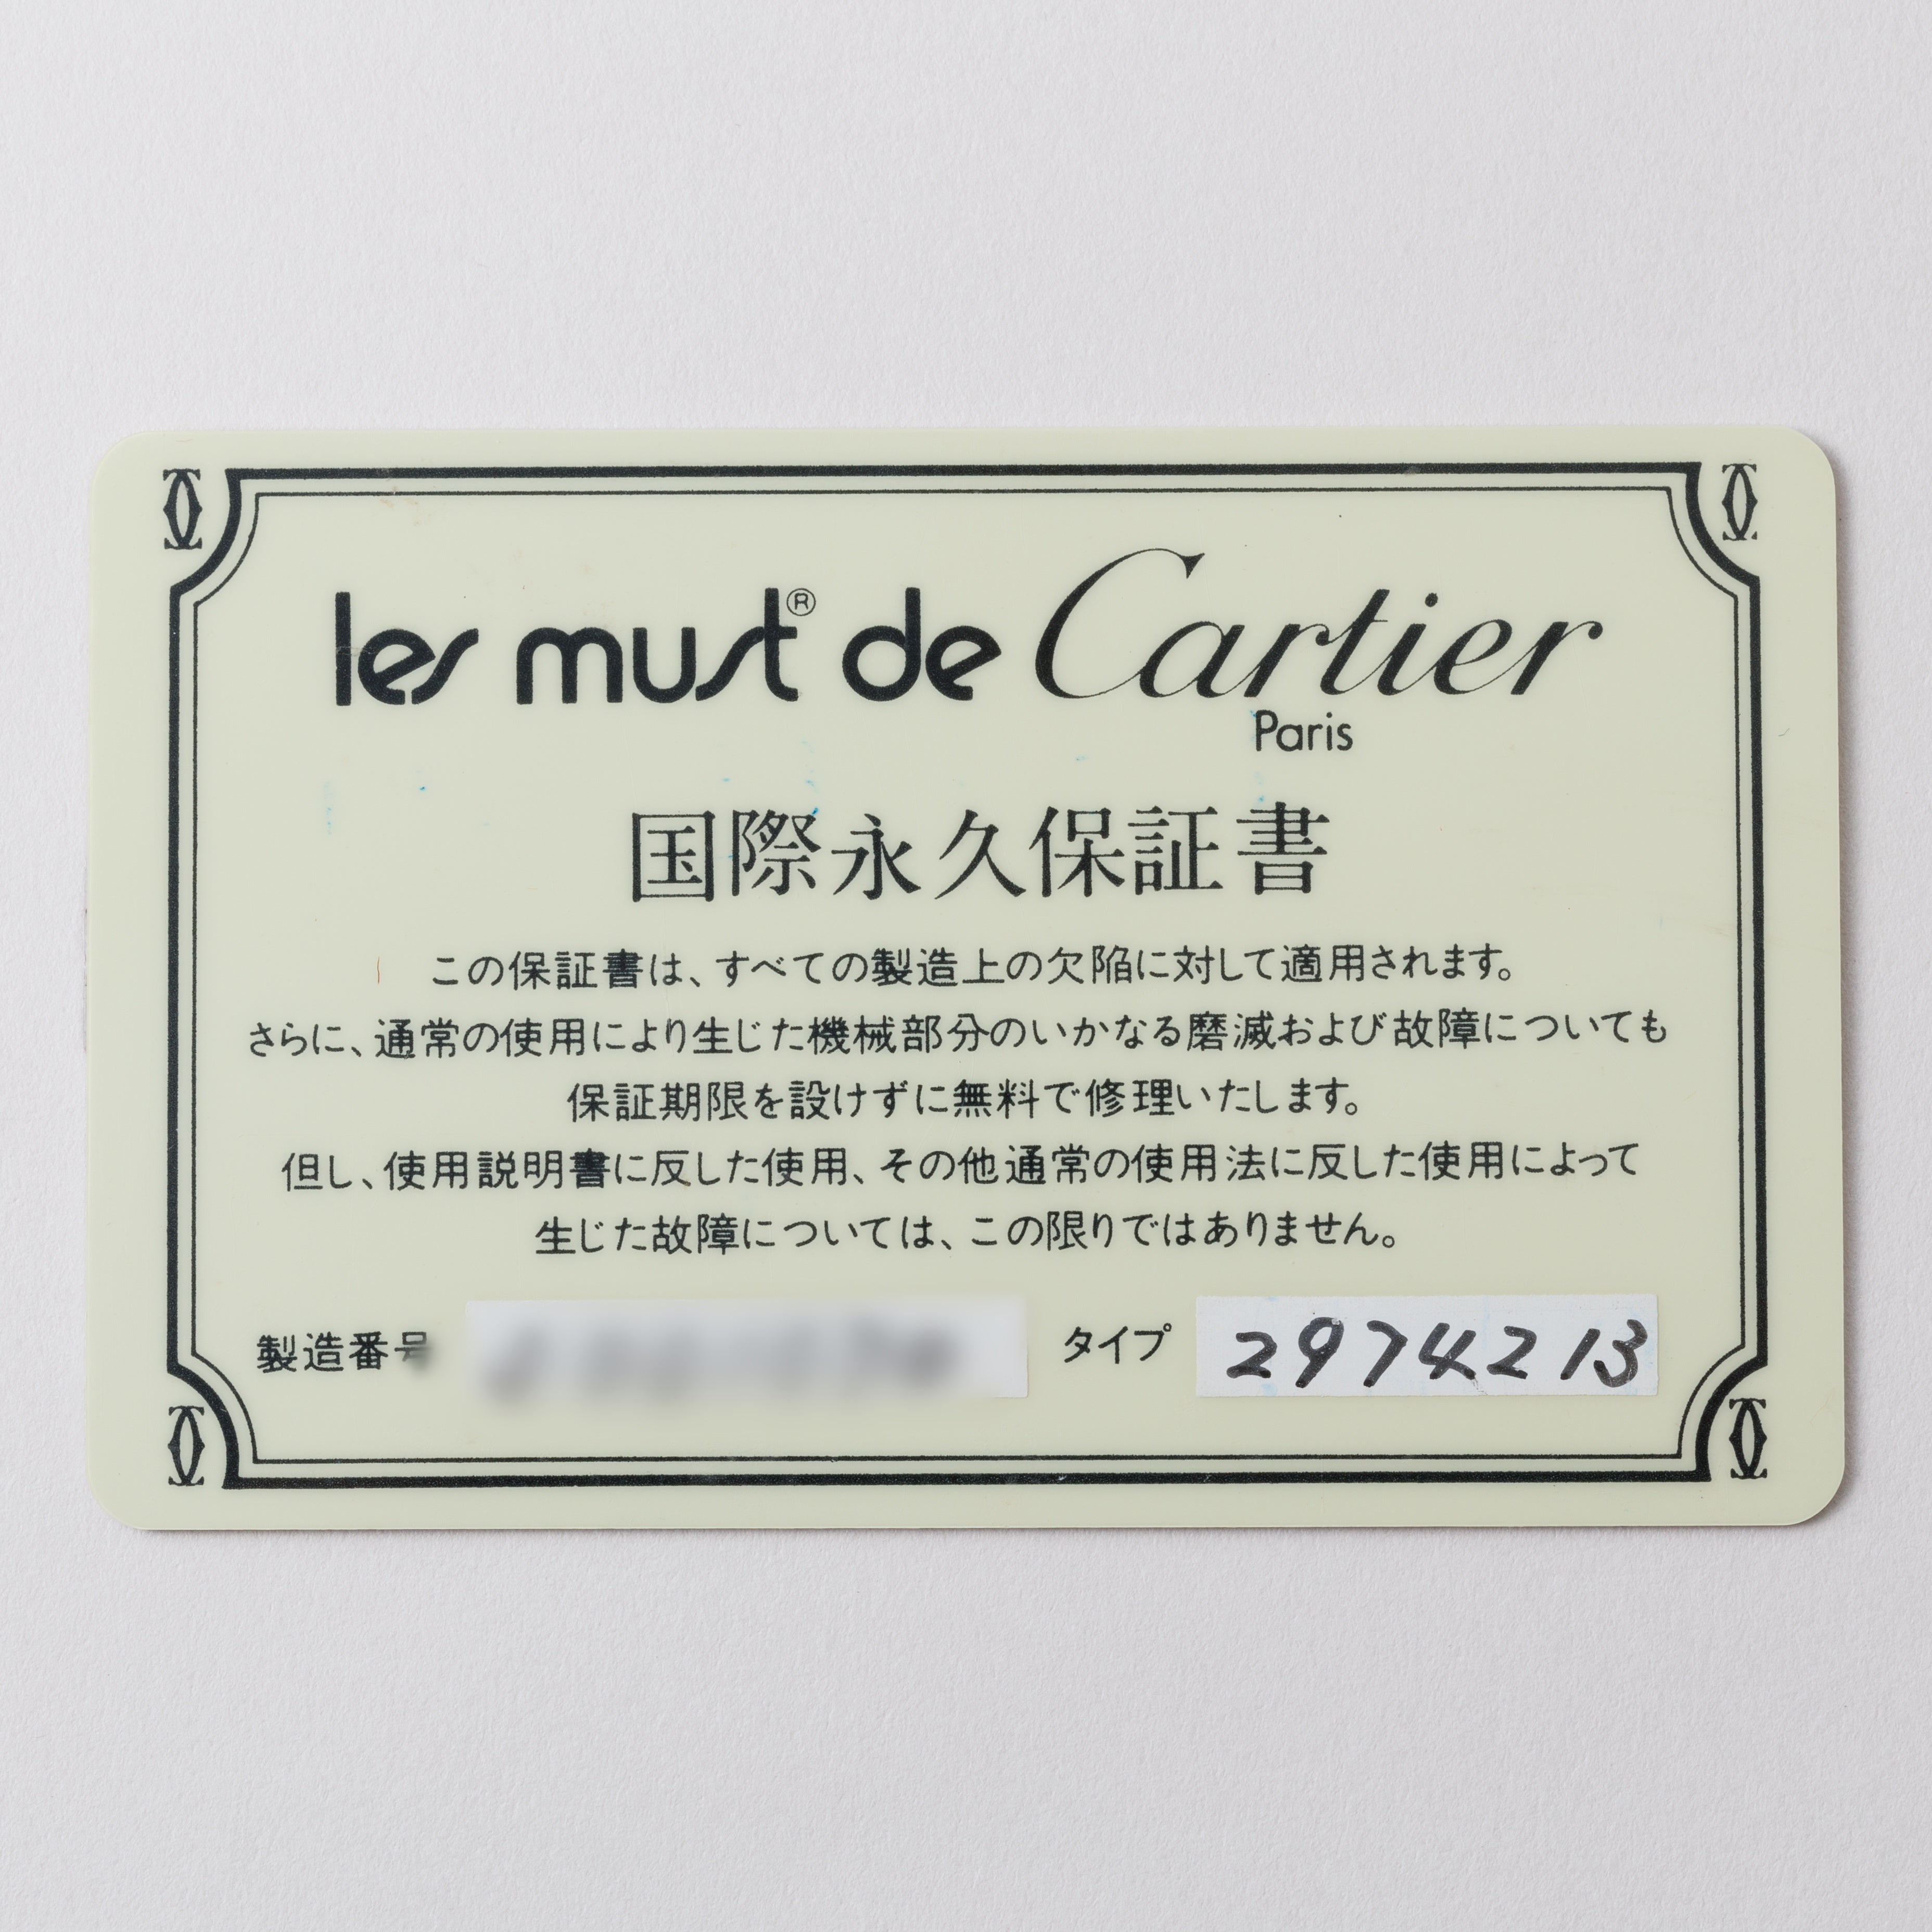 les must® de Cartier
Paris
国際永久保証書
この保証書は、すべての製造上の欠陥に対して適用されます。
さらに、通常の使用により生じた機械部分のいかなる磨滅および故障についても
保証期限を設けずに無料で修理いたします。
但し、使用説明書に反した使用、その他通常の使用法に反した使用によって
生じた故障については、この限りではありません。
製造番号 タイプ 2974213